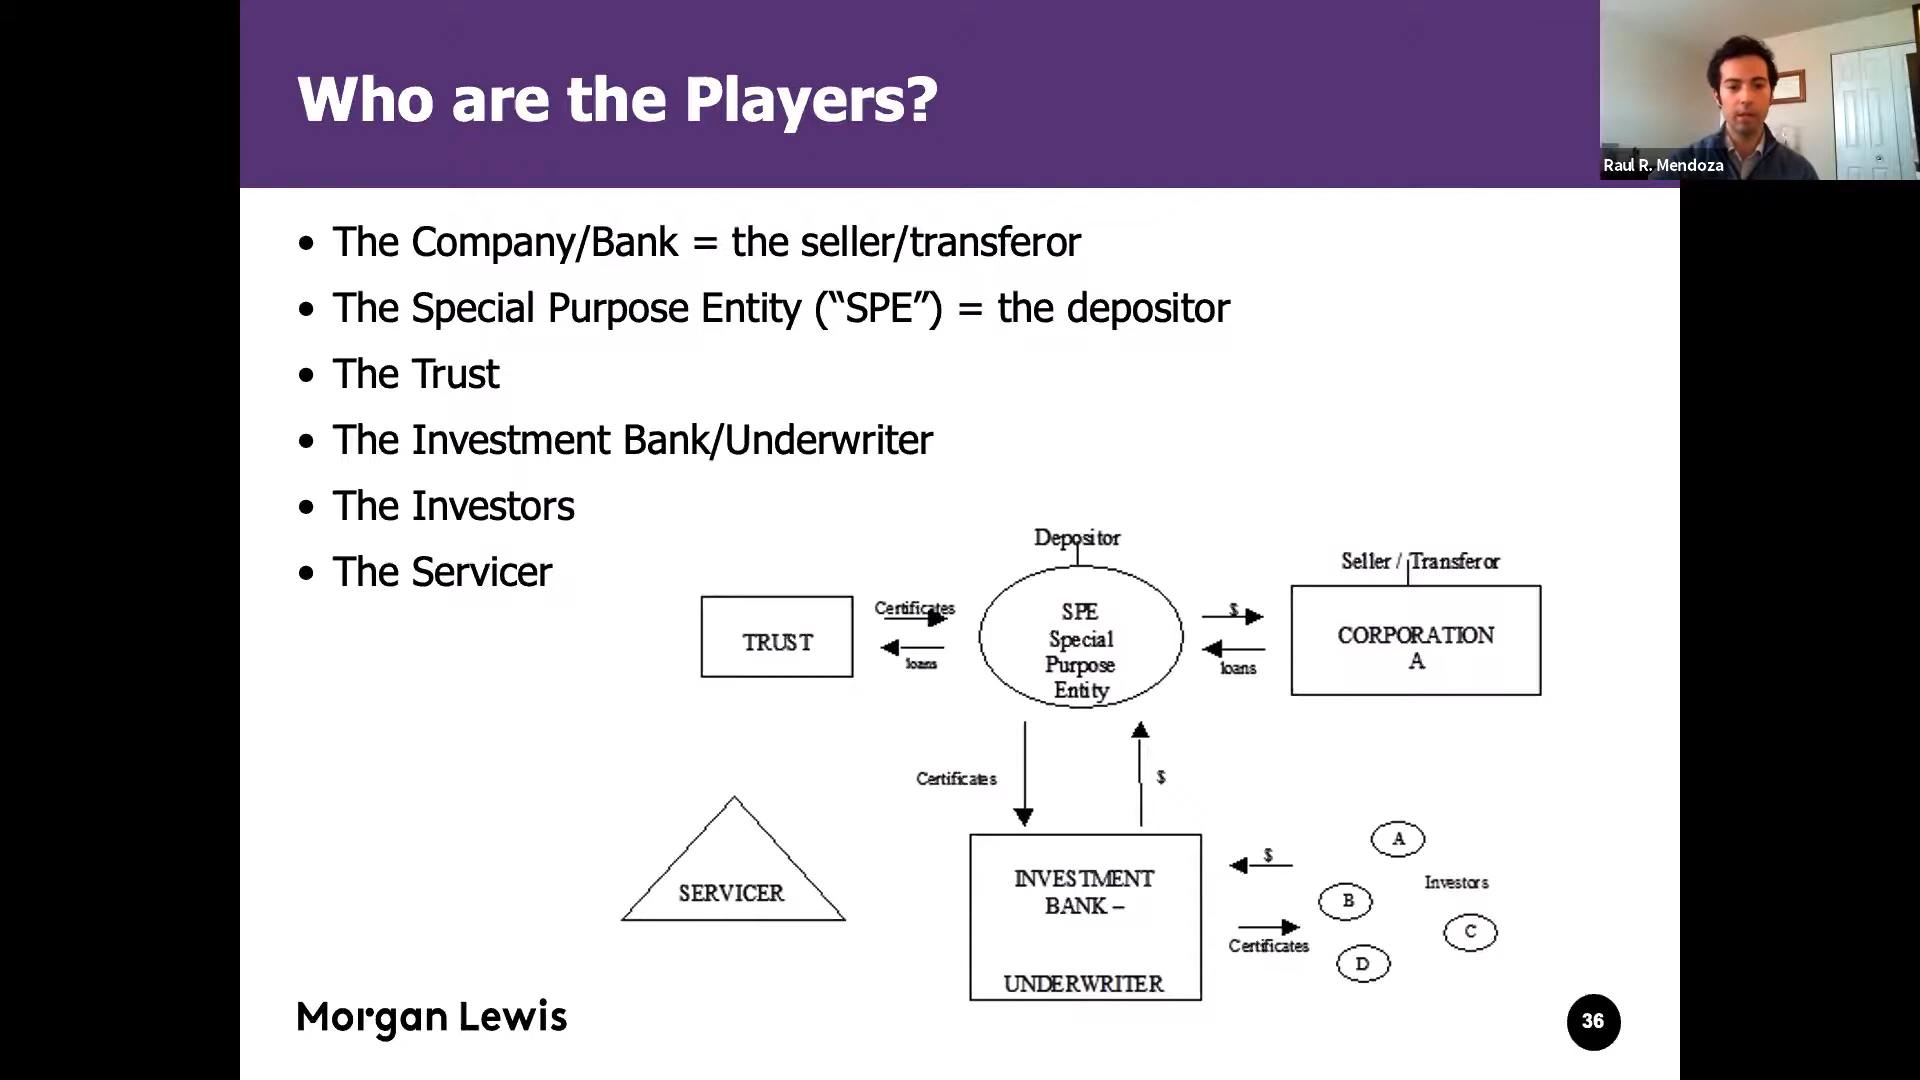 Who are the Players?
Raul R. Mendoza
• The Company/Bank = the seller/transferor
• The Special Purpose Entity (“SPE”) = the depositor
• The Trust
• The Investment Bank/Underwriter
• The Investors
• The Servicer
Depositor
Seller / Transferor
TRUST
Certificates
loans
SPE
Special
Purpose
Entity
$
loans
CORPORATION
A
Certificates
$
SERVICER
INVESTMENT
BANK –
UNDERWRITER
$
Certificates
A
Investors
B
C
D
Morgan Lewis
36